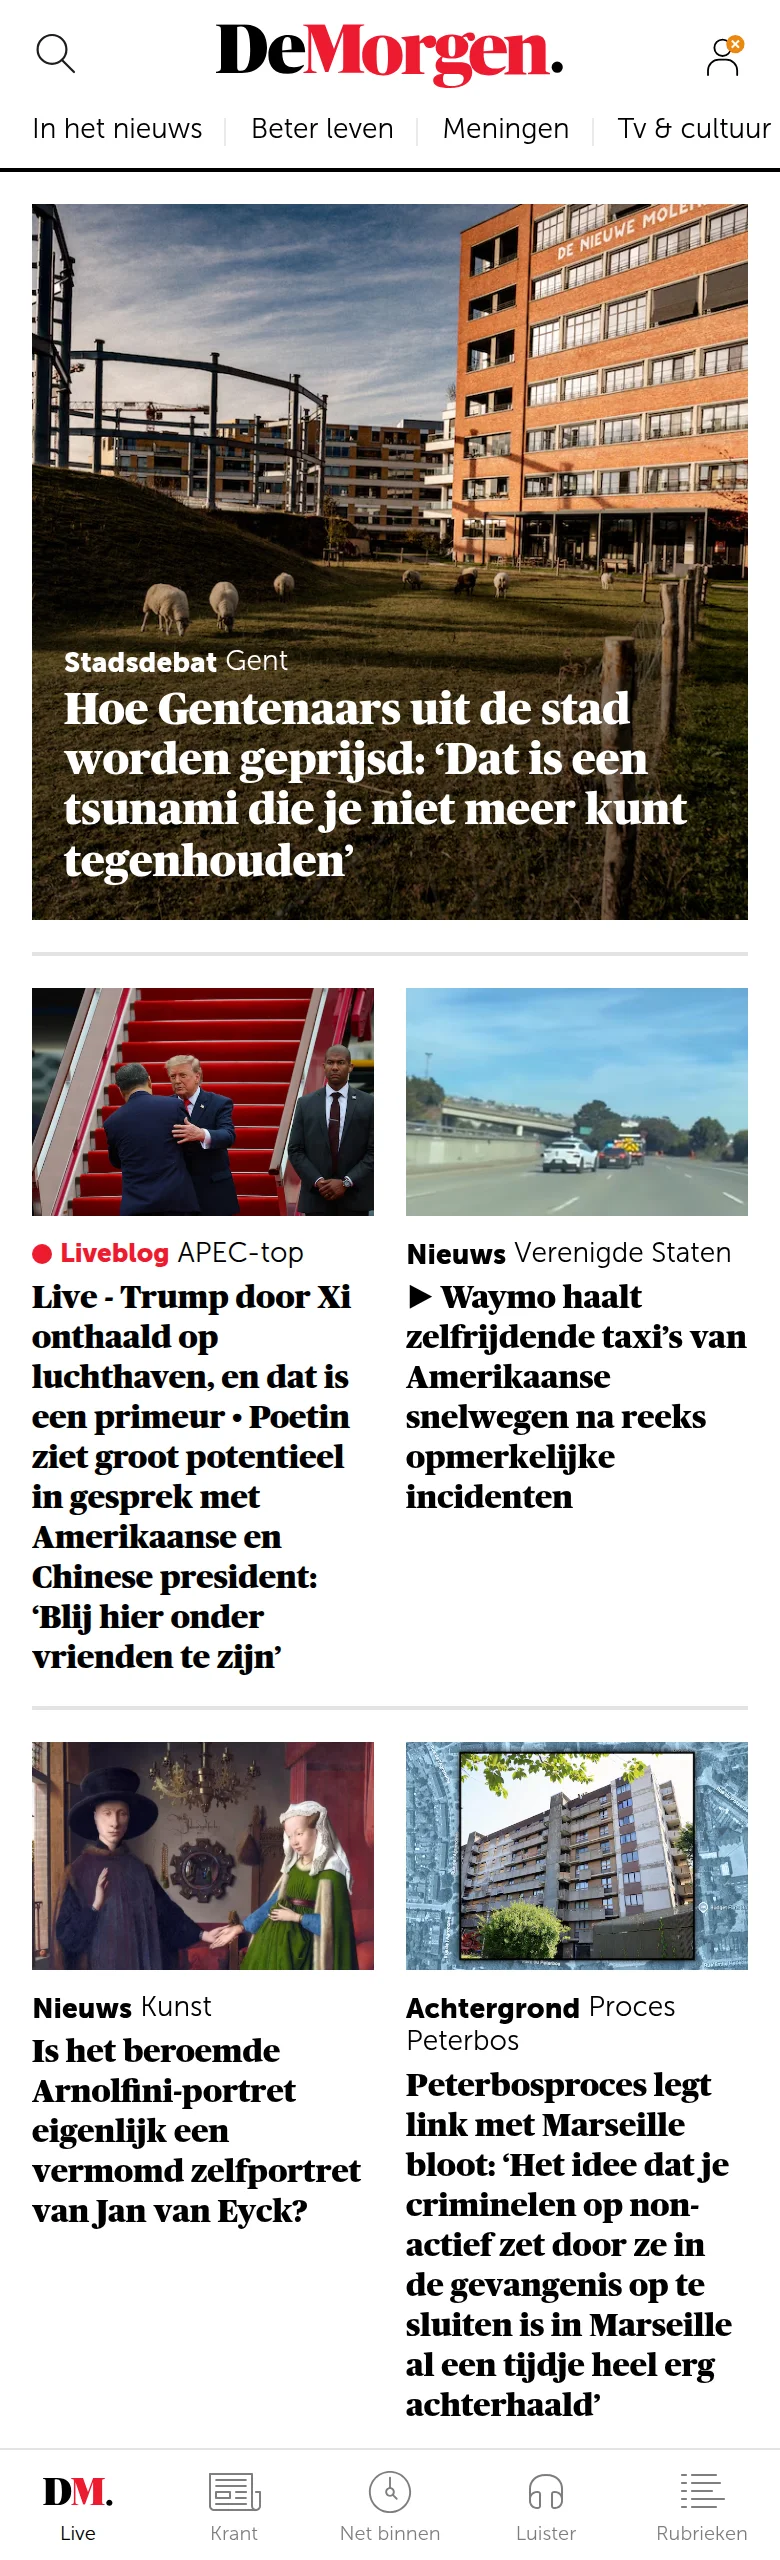 DeMorgen.
In het nieuws
Beter leven
Meningen
Tv & cultuur
DE NIEUWE MOLEN
Stadsdebat Gent
Hoe Gentenaars uit de stad
worden geprijsd: ‘Dat is een
tsunami die je niet meer kunt
tegenhouden’
Liveblog APEC-top
Live - Trump door Xi
onthaald op
luchthaven, en dat is
een primeur • Poetin
ziet groot potentieel
in gesprek met
Amerikaanse en
Chinese president:
‘Blij hier onder
vrienden te zijn’
Nieuws Verenigde Staten
▶ Waymo haalt
zelfrijdende taxi’s van
Amerikaanse
snelwegen na reeks
opmerkelijke
incidenten
Nieuws Kunst
Is het beroemde
Arnolfini-portret
eigenlijk een
vermomd zelfportret
van Jan van Eyck?
Achtergrond Proces
Peterbos
Peterbosproces legt
link met Marseille
bloot: ‘Het idee dat je
criminelen op non-
actief zet door ze in
de gevangenis op te
sluiten is in Marseille
al een tijdje heel erg
achterhaald’
DM.
Live
Krant
Net binnen
Luister
Rubrieken